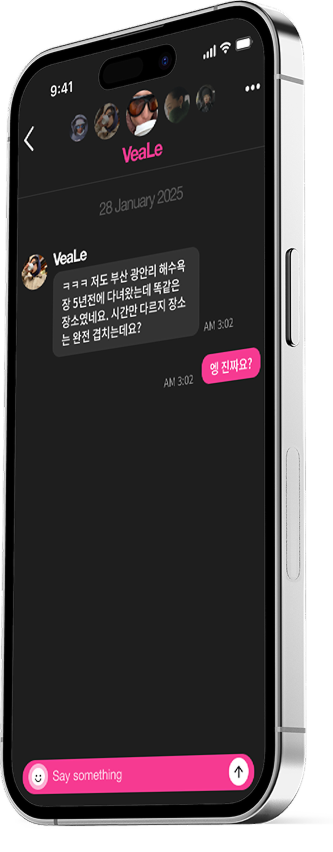 9:41
VeaLe
28 January 2025
VeaLe
ㅋㅋㅋ 저도 부산 광안리 해수욕
장 5년전에 다녀왔는데 똑같은
장소였네요. 시간만 다르지 장소
는 완전 겹치는데요?
AM 3:02
엥 진짜요?
AM 3:02
Say something